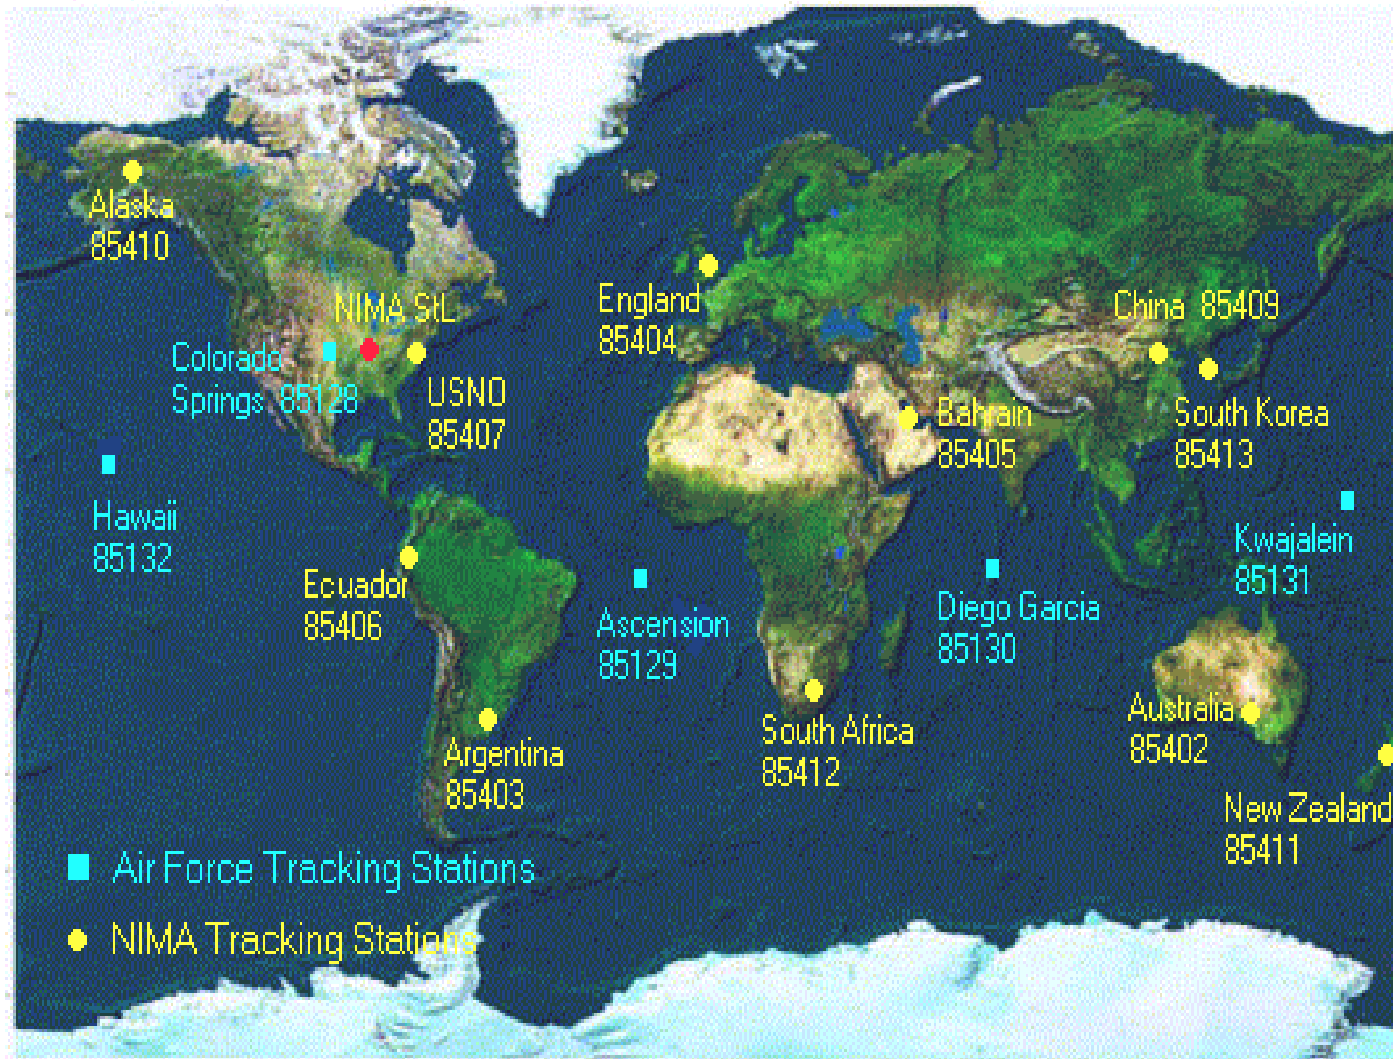 Alaska
85410
NIMA StL
Colorado
Springs 85128
USNO
85407
England
85404
China 85409
Bahrain
85405
South Korea
85413
Hawaii
85132
Ecuador
85406
Ascension
85129
Diego Garcia
85130
Kwajalein
85131
Argentina
85403
South Africa
85412
Australia
85402
New Zealand
85411
Air Force Tracking Stations
NIMA Tracking Stations